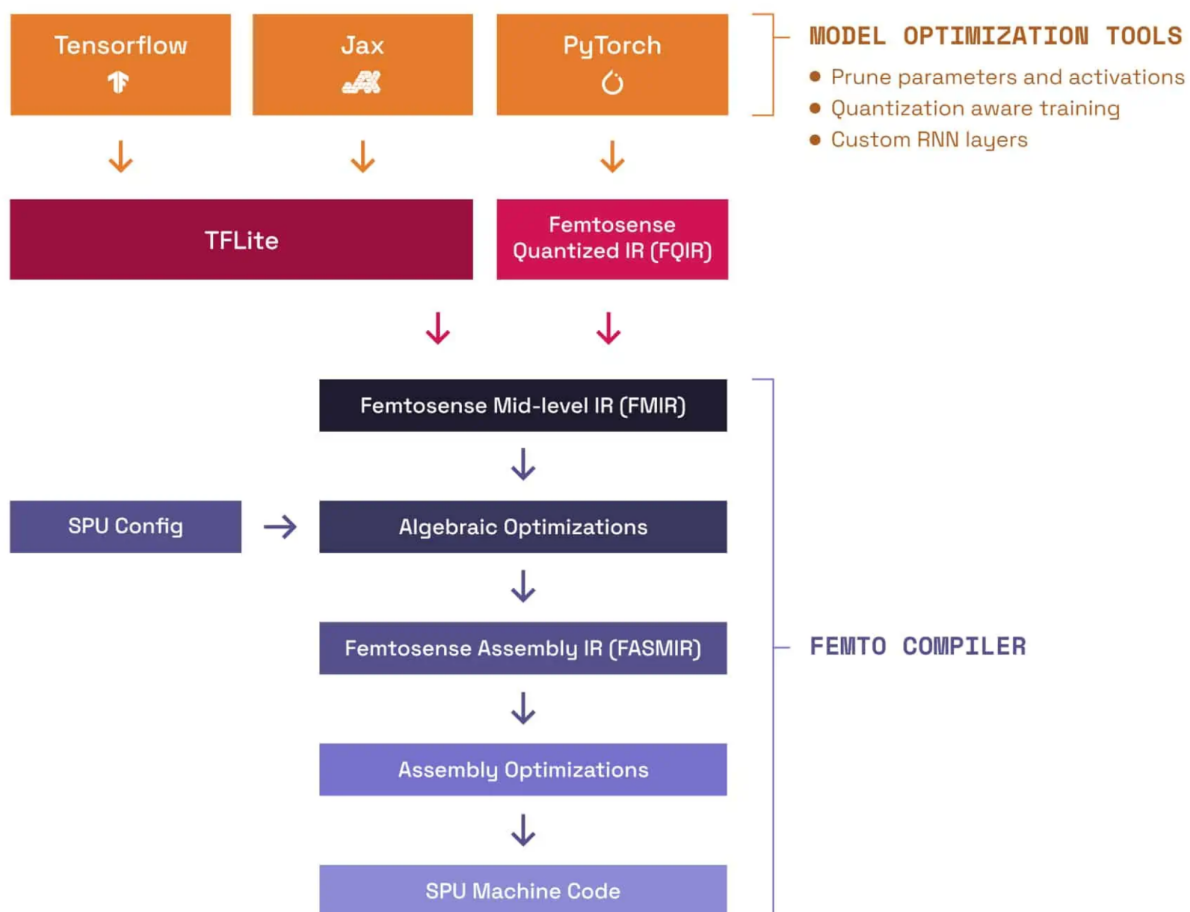 Tensorflow
Jax
PyTorch
MODEL OPTIMIZATION TOOLS
Prune parameters and activations
Quantization aware training
Custom RNN layers
TFLite
Femtosense
Quantized IR (FQIR)
Femtosense Mid-level IR (FMIR)
SPU Config
Algebraic Optimizations
Femtosense Assembly IR (FASMIR)
FEMTO COMPILER
Assembly Optimizations
SPU Machine Code